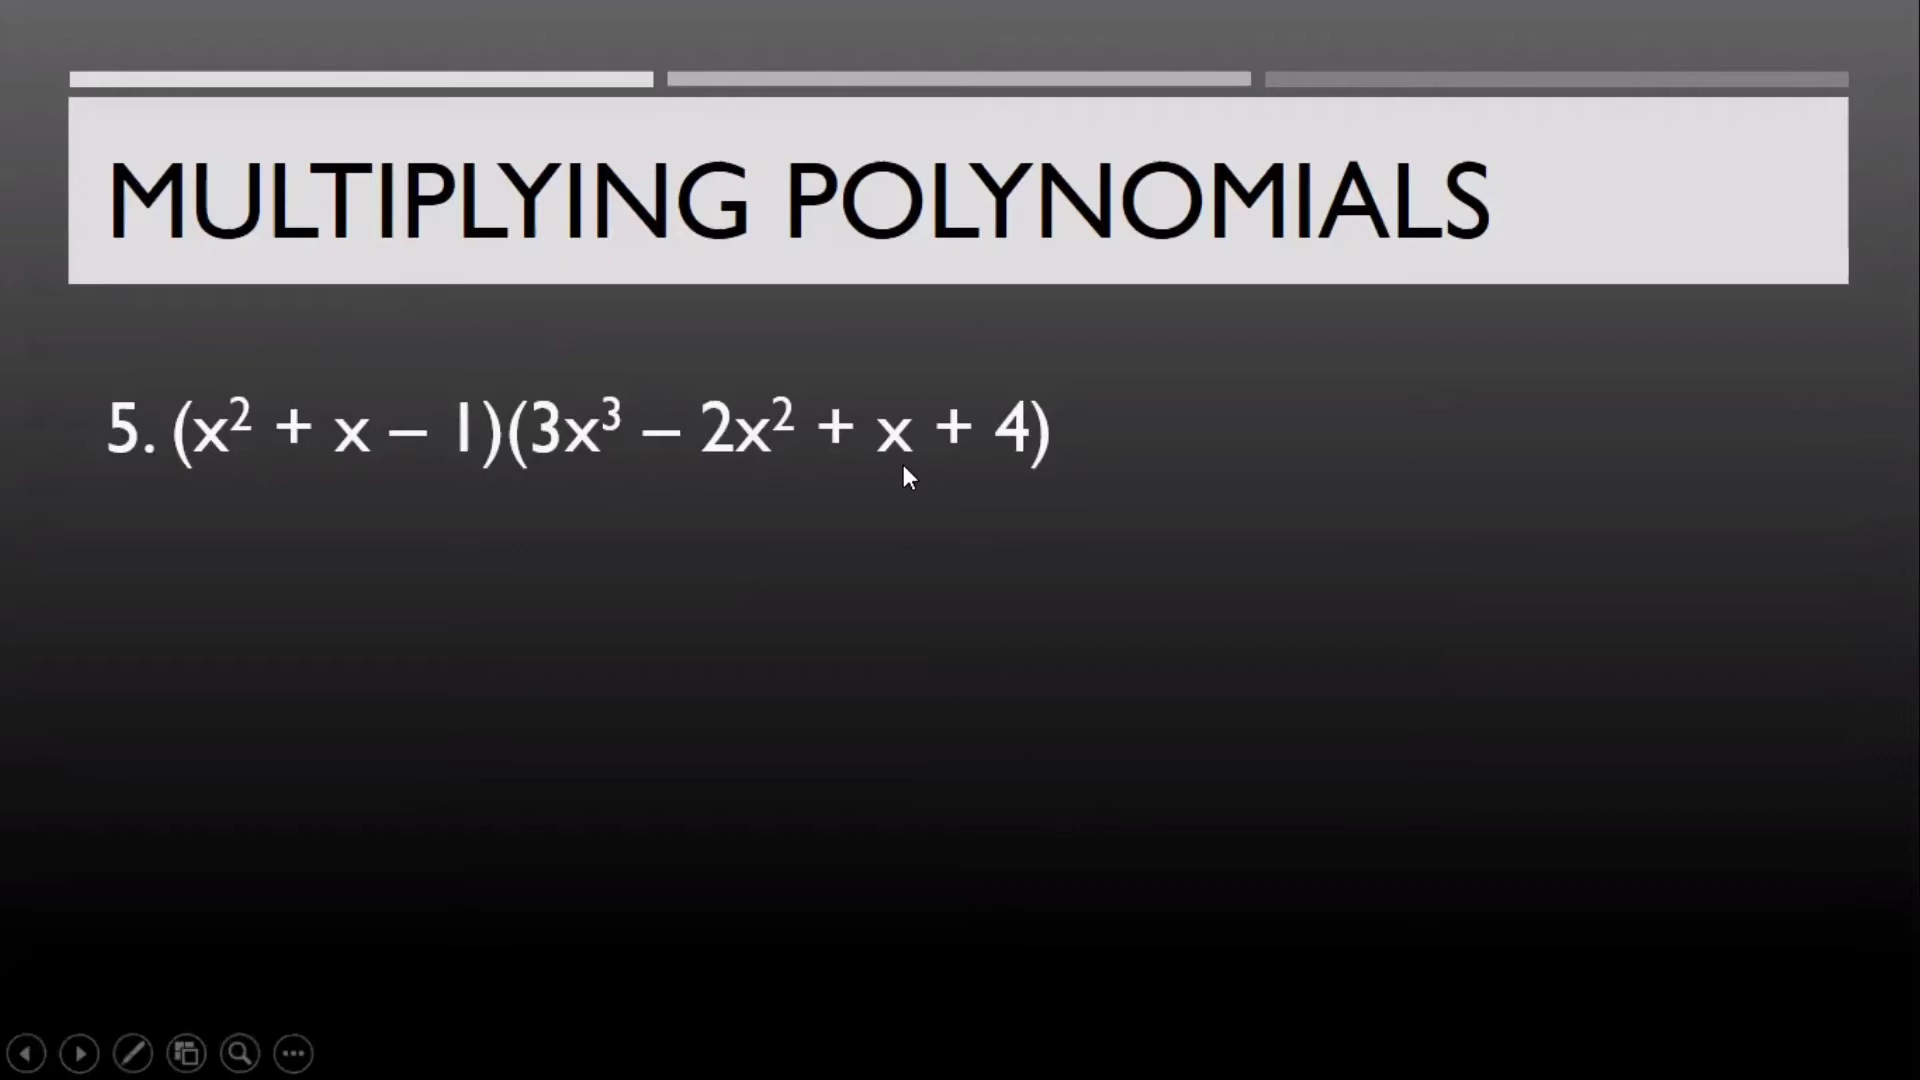 MULTIPLYING POLYNOMIALS
5. (x² + x – 1)(3x³ – 2x² + x + 4)